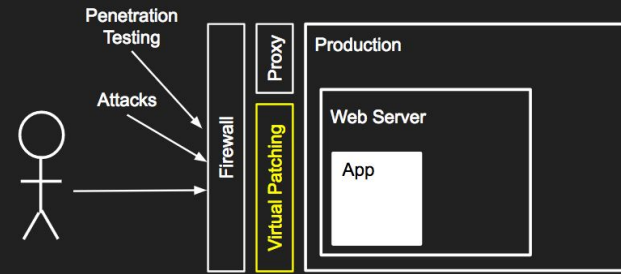 Penetration
Testing
Attacks
Firewall
Proxy
Virtual Patching
Production
Web Server
App